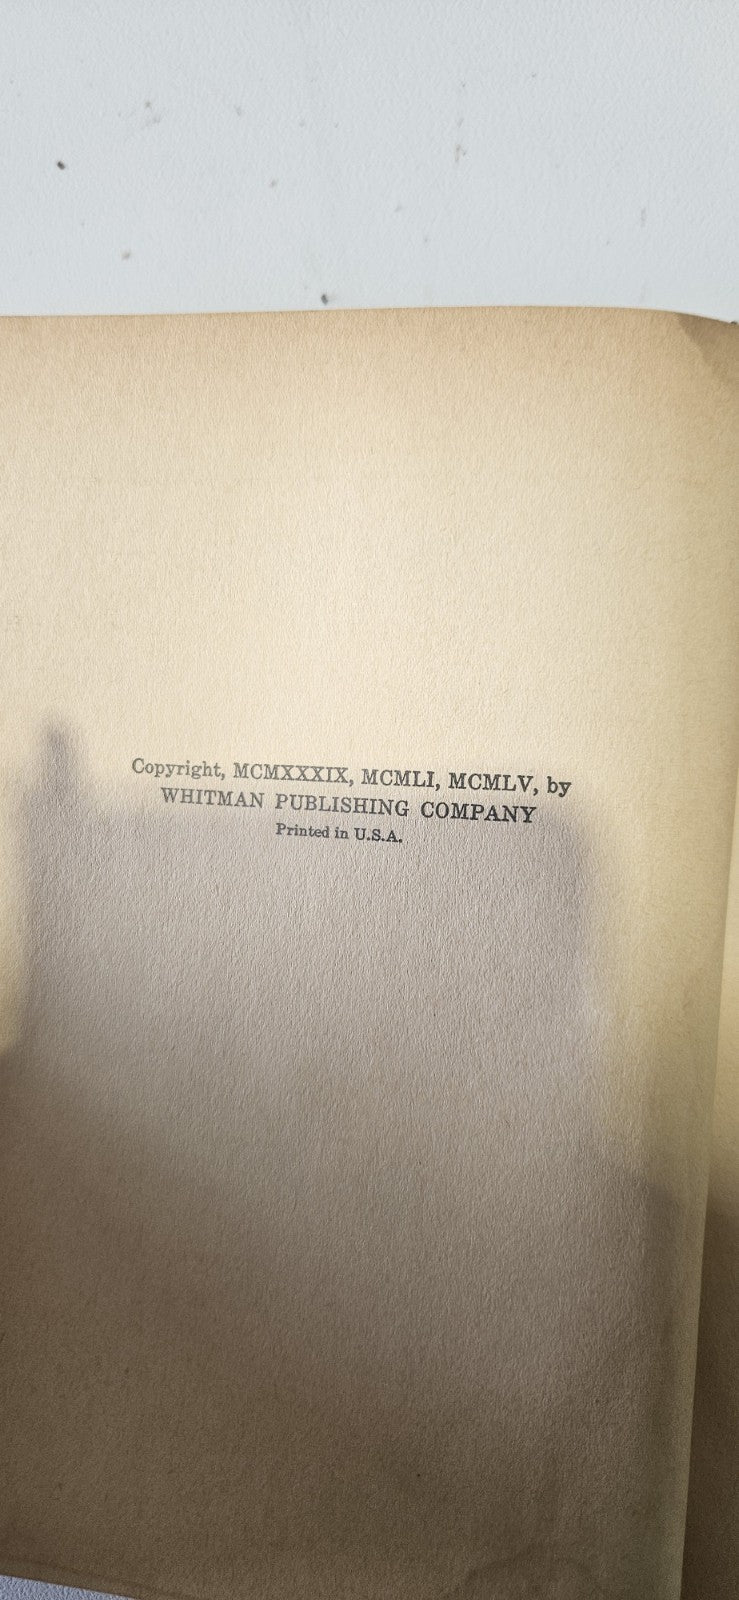 Copyright, MCMXXXIX, MCMLI, MCMLV, by
WHITMAN PUBLISHING COMPANY
Printed in U.S.A.